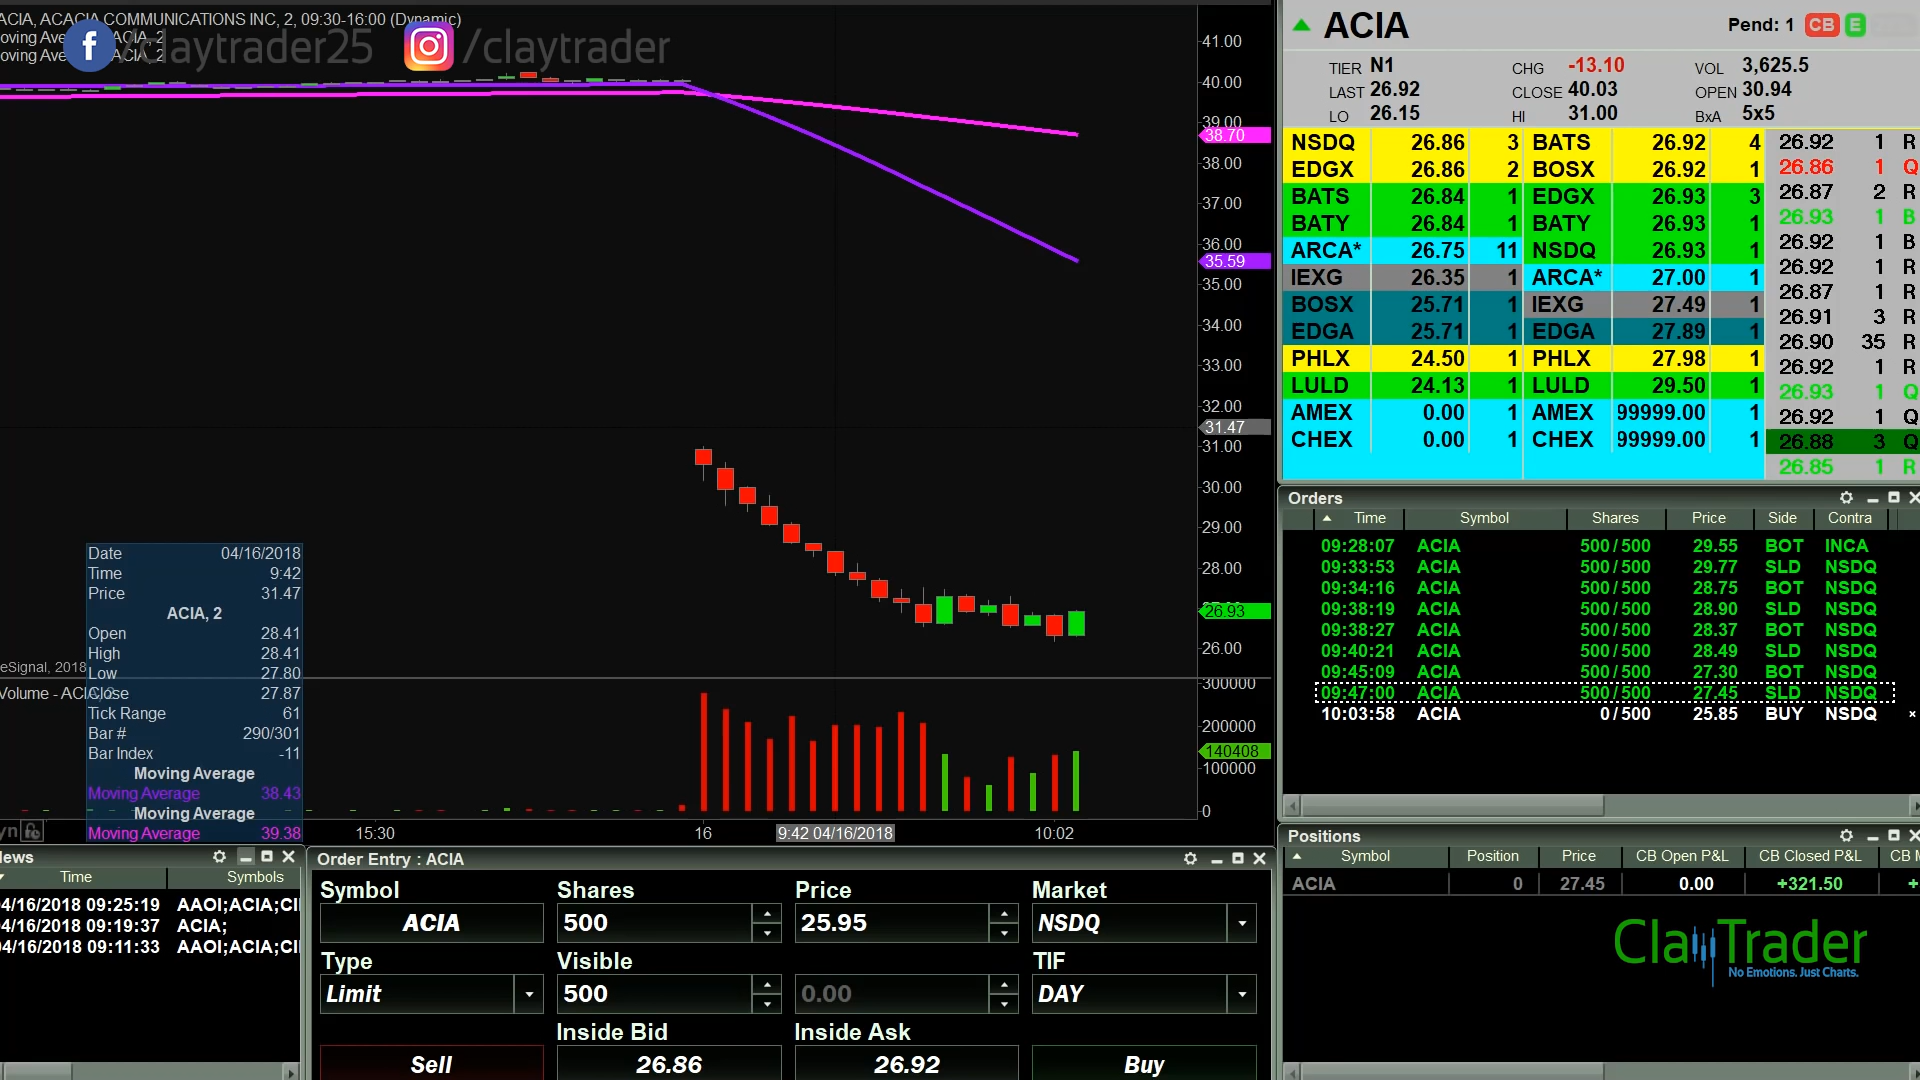 ACIA, ACACIA COMMUNICATIONS INC, 2, 09:30-16:00 (Dynamic)
/claytrader25
/claytrader
41.00
40.00
39.00
38.70
38.00
37.00
36.00
35.59
35.00
34.00
33.00
32.00
31.47
31.00
30.00
29.00
28.00
26.93
26.00
300000
200000
140408
100000
0
Date 04/16/2018
Time 9:42
Price 31.47
ACIA, 2
Open 28.41
High 28.41
Low 27.80
Close 27.87
Tick Range 61
Bar # 290/301
Bar Index -11
Moving Average
Moving Average 38.43
Moving Average
Moving Average 39.38
eSignal, 2018
Volume - ACIA
15:30
16
9:42 04/16/2018
10:02
ACIA
Pend: 1 CB E
TIER N1 CHG -13.10 VOL 3,625.5
LAST 26.92 CLOSE 40.03 OPEN 30.94
LO 26.15 HI 31.00 BxA 5x5
NSDQ 26.86 3 BATS 26.92 4
EDGX 26.86 2 BOSX 26.92 1
BATS 26.84 1 EDGX 26.93 3
BATY 26.84 1 BATY 26.93 1
ARCA* 26.75 11 NSDQ 26.93 1
IEXG 26.35 1 ARCA* 27.00 1
BOSX 25.71 1 IEXG 27.49 1
EDGA 25.71 1 EDGA 27.89 1
PHLX 24.50 1 PHLX 27.98 1
LULD 24.13 1 LULD 29.50 1
AMEX 0.00 1 AMEX 99999.00 1
CHEX 0.00 1 CHEX 99999.00 1
26.92 1 R
26.86 1 Q
26.87 2 R
26.93 1 B
26.92 1 B
26.92 1 R
26.87 1 R
26.91 3 R
26.90 35 R
26.92 1 R
26.93 1 Q
26.92 1 Q
26.88 3 Q
26.85 1 R
Orders
Time Symbol Shares Price Side Contra
09:28:07 ACIA 500/500 29.55 BOT INCA
09:33:53 ACIA 500/500 29.77 SLD NSDQ
09:34:16 ACIA 500/500 28.75 BOT NSDQ
09:38:19 ACIA 500/500 28.90 SLD NSDQ
09:38:27 ACIA 500/500 28.37 BOT NSDQ
09:40:21 ACIA 500/500 28.49 SLD NSDQ
09:45:09 ACIA 500/500 27.30 BOT NSDQ
09:47:00 ACIA 500/500 27.45 SLD NSDQ
10:03:58 ACIA 0/500 25.85 BUY NSDQ
Positions
Symbol Position Price CB Open P&L CB Closed P&L CB
ACIA 0 27.45 0.00 +321.50 +
ClayTrader
No Emotions. Just Charts.
Time Symbols
4/16/2018 09:25:19 AAOI;ACIA;CI
4/16/2018 09:19:37 ACIA;
4/16/2018 09:11:33 AAOI;ACIA;CI
Order Entry : ACIA
Symbol Shares Price Market
ACIA 500 25.95 NSDQ
Type Visible TIF
Limit 500 0.00 DAY
Inside Bid Inside Ask
Sell 26.86 26.92 Buy